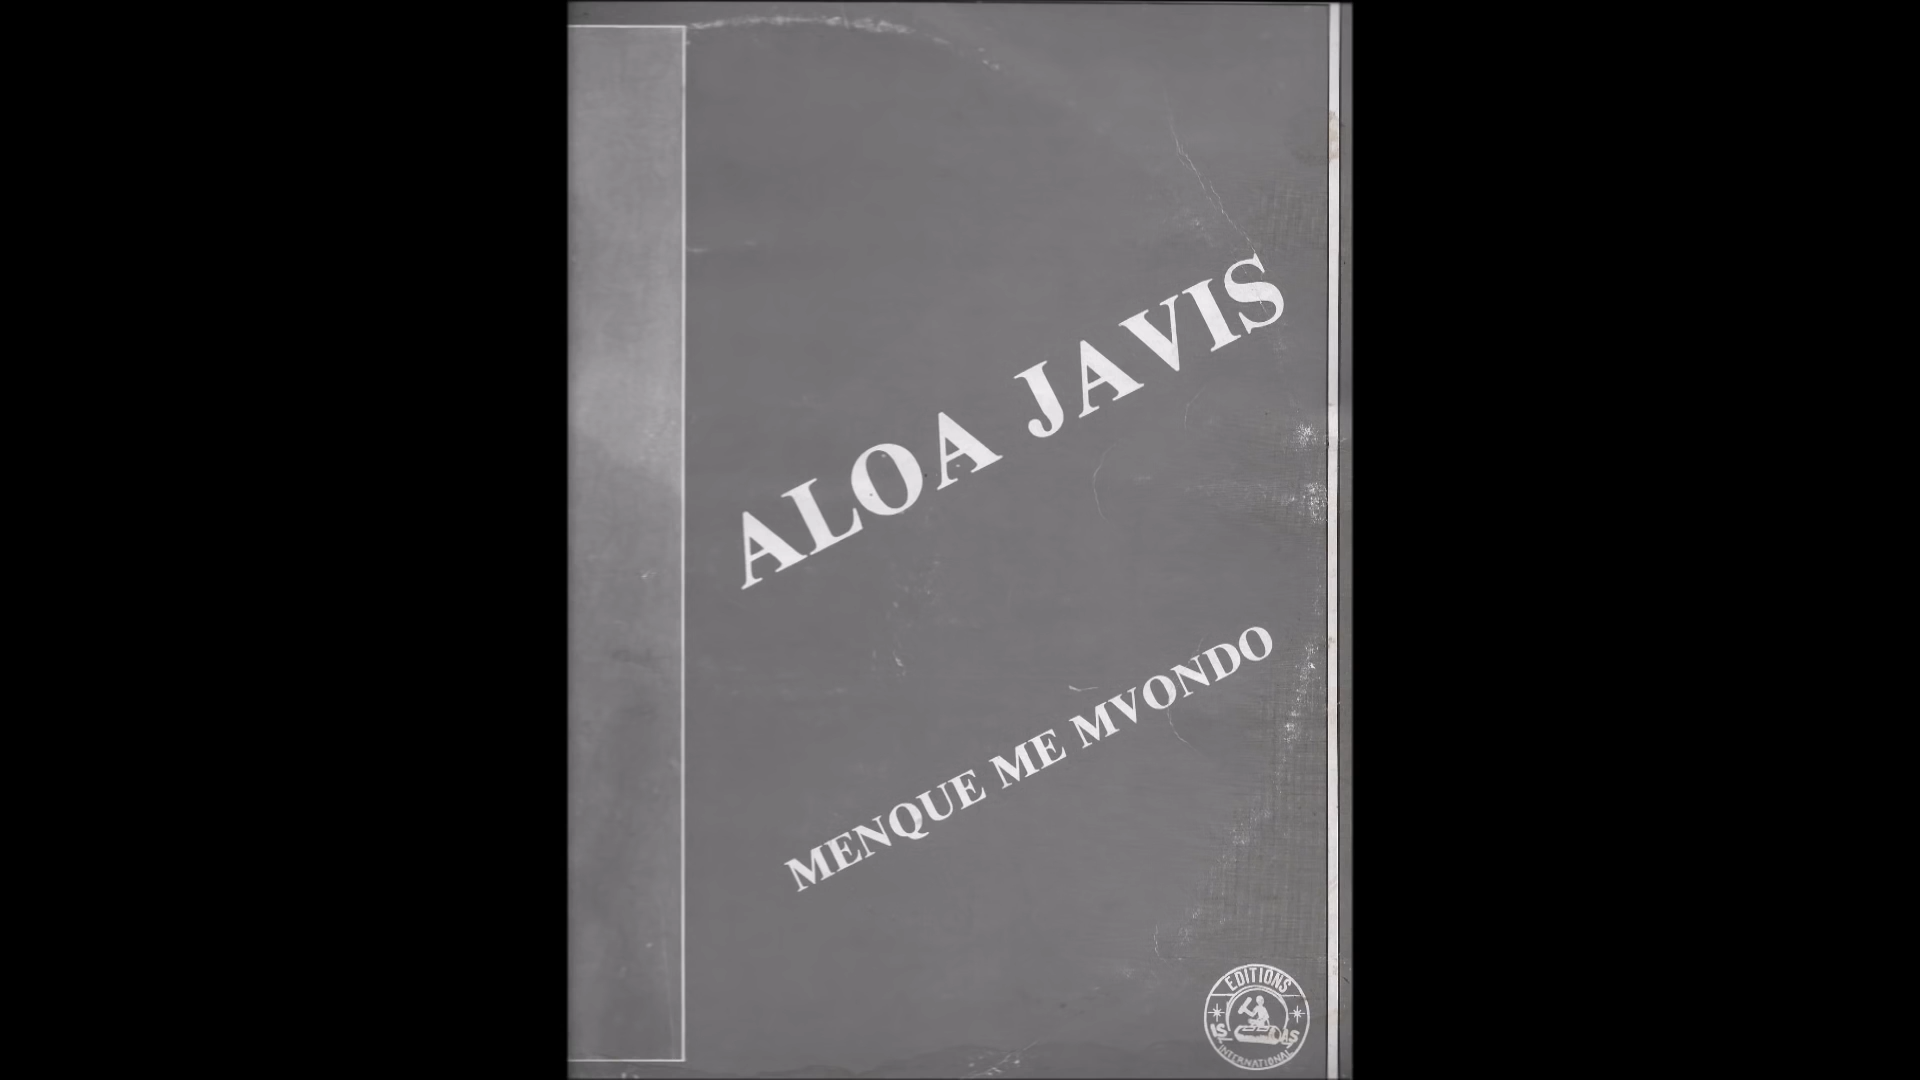 ALOA JAVIS
MENQUE ME MVONDO
EDITIONS
INTERNATIONAL